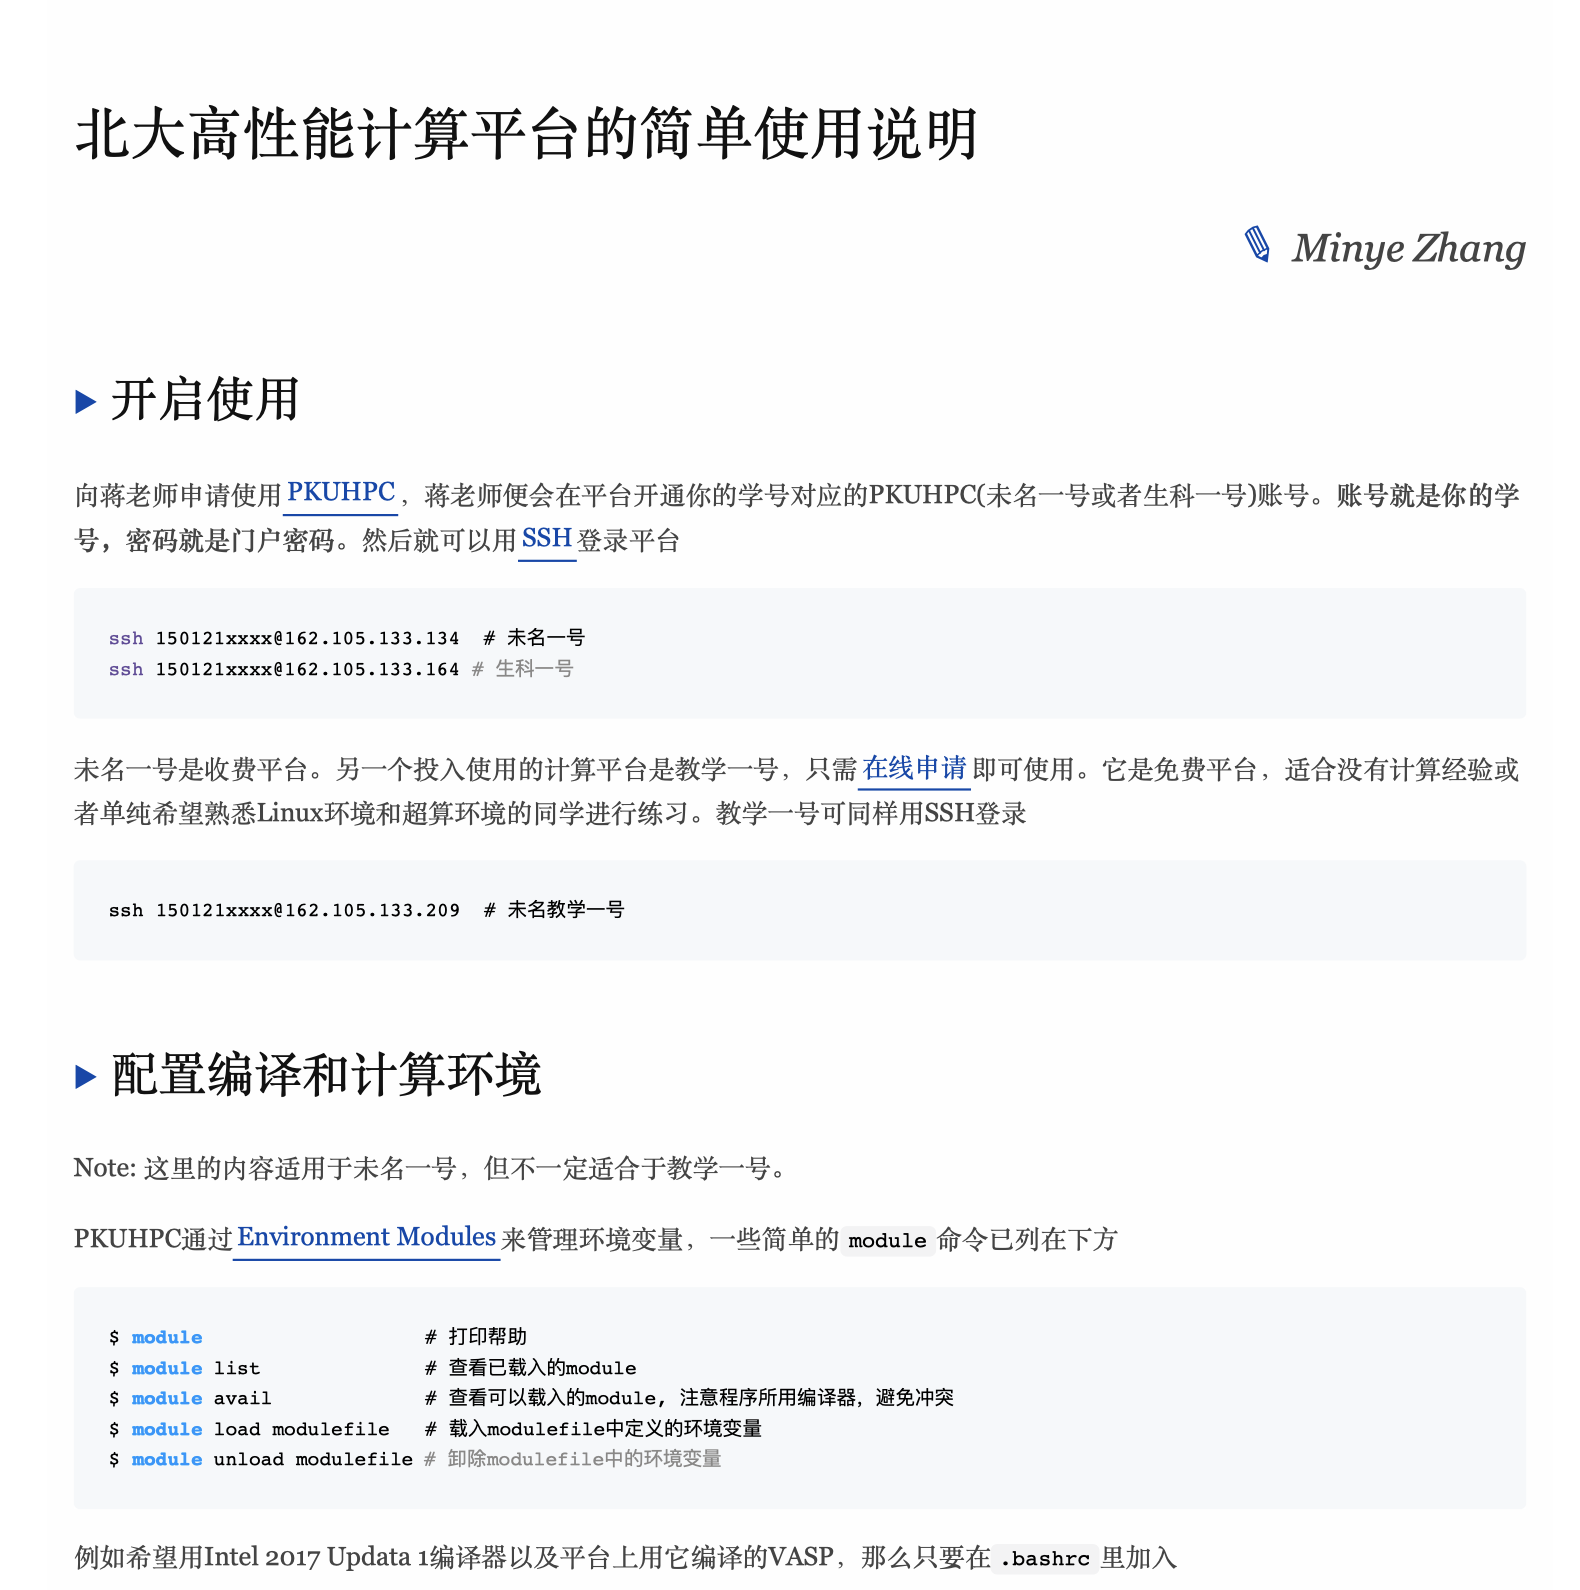 北大高性能计算平台的简单使用说明
Minye Zhang
开启使用
向蒋老师申请使用PKUHPC，蒋老师便会在平台开通你的学号对应的PKUHPC(未名一号或者生科一号)账号。账号就是你的学
号，密码就是门户密码。然后就可以用SSH登录平台
ssh 150121xxxx@162.105.133.134  # 未名一号
ssh 150121xxxx@162.105.133.164 # 生科一号
未名一号是收费平台。另一个投入使用的计算平台是教学一号，只需在线申请即可使用。它是免费平台，适合没有计算经验或
者单纯希望熟悉Linux环境和超算环境的同学进行练习。教学一号可同样用SSH登录
ssh 150121xxxx@162.105.133.209  # 未名教学一号
配置编译和计算环境
Note: 这里的内容适用于未名一号，但不一定适合于教学一号。
PKUHPC通过Environment Modules来管理环境变量，一些简单的module命令已列在下方
$ module                   # 打印帮助
$ module list              # 查看已载入的module
$ module avail             # 查看可以载入的module, 注意程序所用编译器，避免冲突
$ module load modulefile   # 载入modulefile中定义的环境变量
$ module unload modulefile # 卸除modulefile中的环境变量
例如希望用Intel 2017 Updata 1编译器以及平台上用它编译的VASP，那么只要在.bashrc里加入